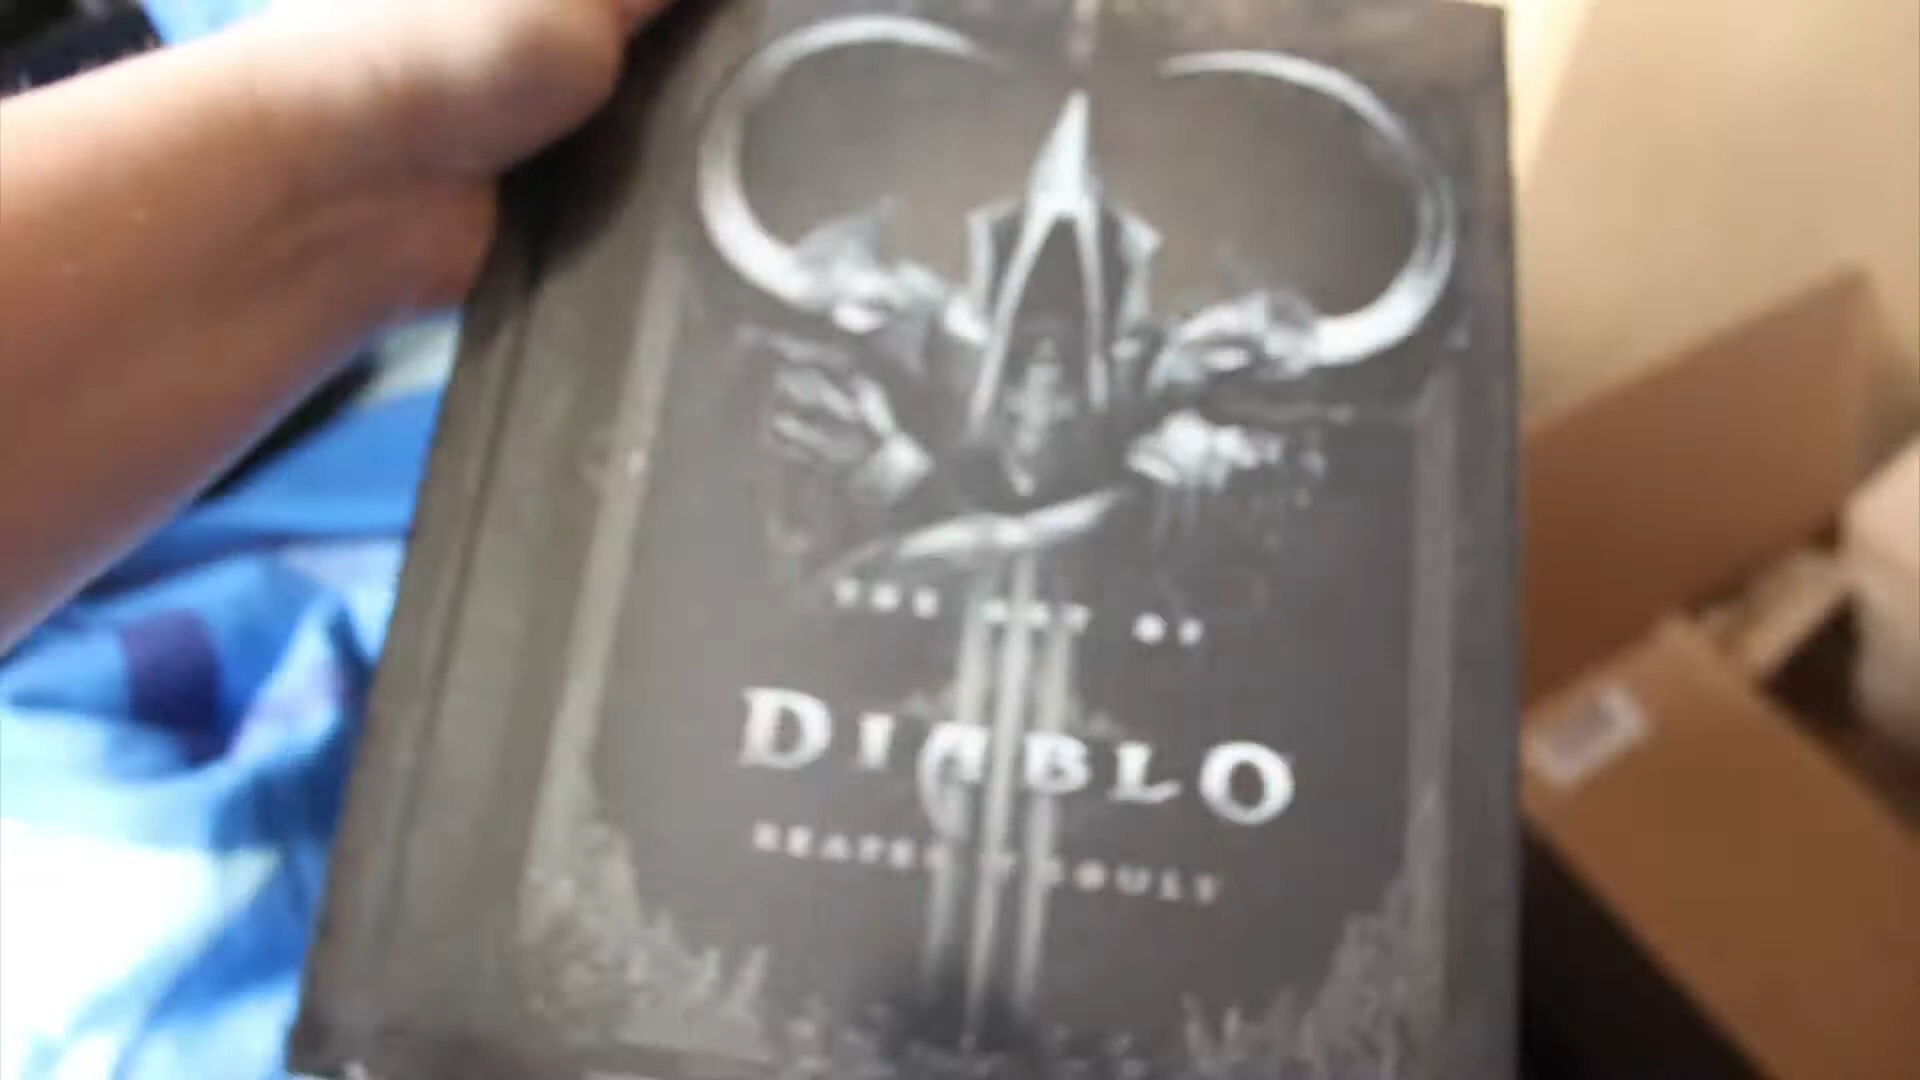 THE ART OF
DIABLO
REAPER OF SOULS